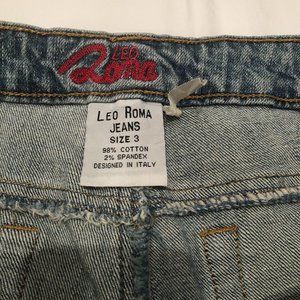 LEO
Roma
LEO ROMA
JEANS
SIZE 3
98% COTTON
2% SPANDEX
DESIGNED IN ITALY